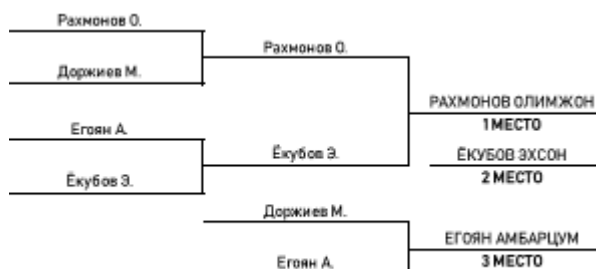 Рахмонов О.
Рахмонов О.
Доржиев М.
РАХМОНОВ ОЛИМЖОН
1 МЕСТО
Егоян А.
Ёкубов Э.
ЁКУБОВ ЭХСОН
2 МЕСТО
Ёкубов Э.
Доржиев М.
ЕГОЯН АМБАРЦУМ
3 МЕСТО
Егоян А.